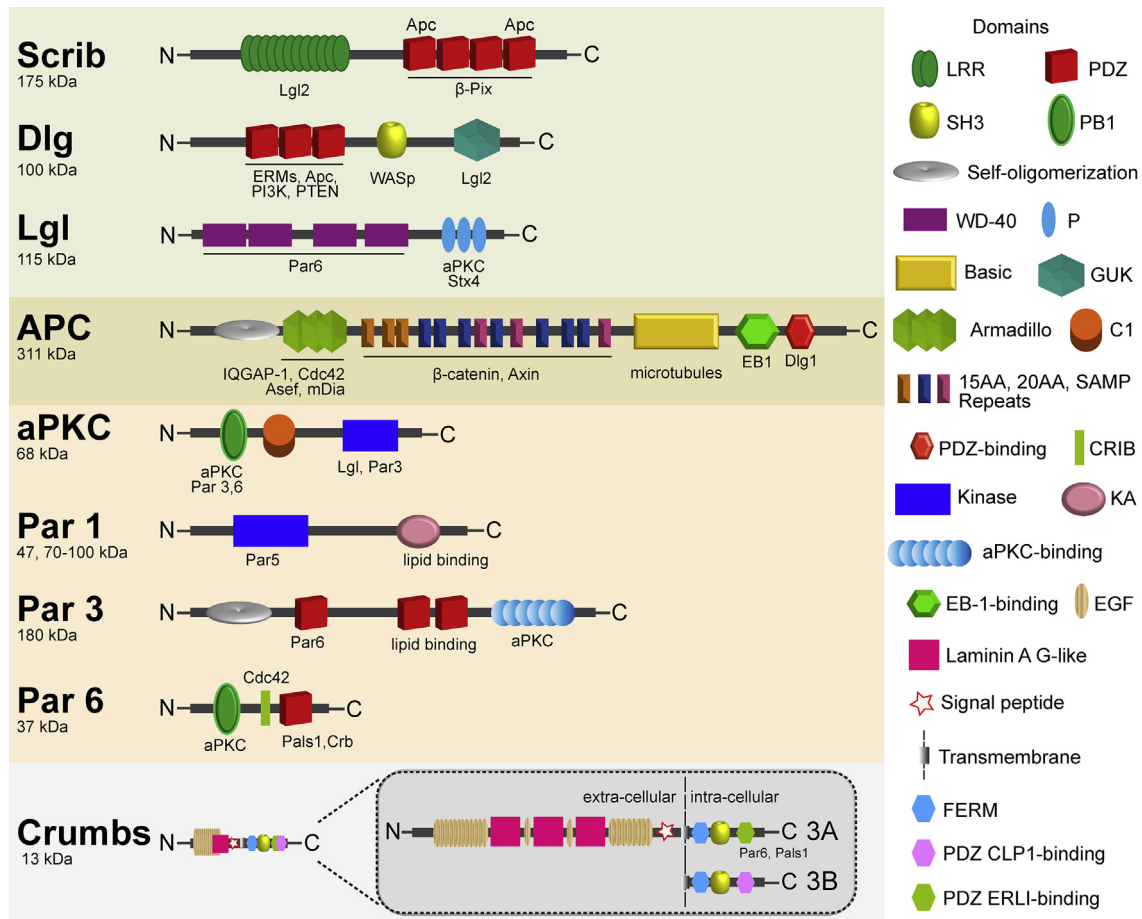 Scrib
175 kDa
N
Apc
Apc
C
Lgl2
β-Pix
Dlg
100 kDa
N
C
ERMs, Apc,
PI3K, PTEN
WASp
Lgl2
Lgl
115 kDa
N
C
Par6
aPKC
Stx4
APC
311 kDa
N
C
IQGAP-1, Cdc42
Asef, mDia
β-catenin, Axin
microtubules
EB1
Dlg1
aPKC
68 kDa
N
C
aPKC
Par 3,6
Lgl, Par3
Par 1
47, 70-100 kDa
N
C
Par5
lipid binding
Par 3
180 kDa
N
C
Par6
lipid binding
aPKC
Par 6
37 kDa
N
Cdc42
C
aPKC
Pals1,Crb
Crumbs
13 kDa
N
C
extra-cellular
intra-cellular
N
C 3A
Par6, Pals1
C 3B
Domains
LRR
PDZ
SH3
PB1
Self-oligomerization
WD-40
P
Basic
GUK
Armadillo
C1
15AA, 20AA, SAMP
Repeats
PDZ-binding
CRIB
Kinase
KA
aPKC-binding
EB-1-binding
EGF
Laminin A G-like
Signal peptide
Transmembrane
FERM
PDZ CLP1-binding
PDZ ERLI-binding